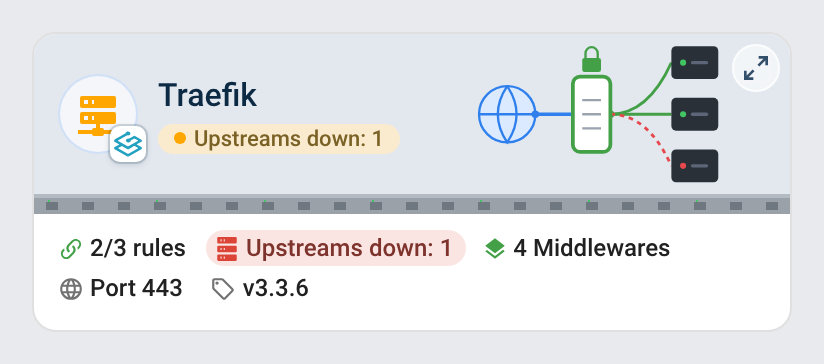 Traefik
Upstreams down: 1
2/3 rules Upstreams down: 1 4 Middlewares
Port 443 v3.3.6